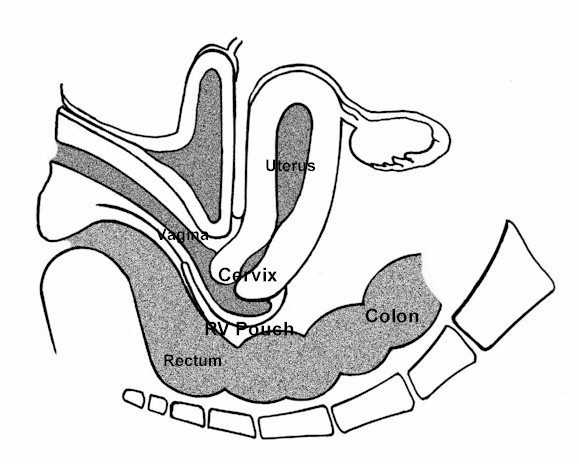 Uterus
Vagina
Cervix
Colon
RV Pouch
Rectum